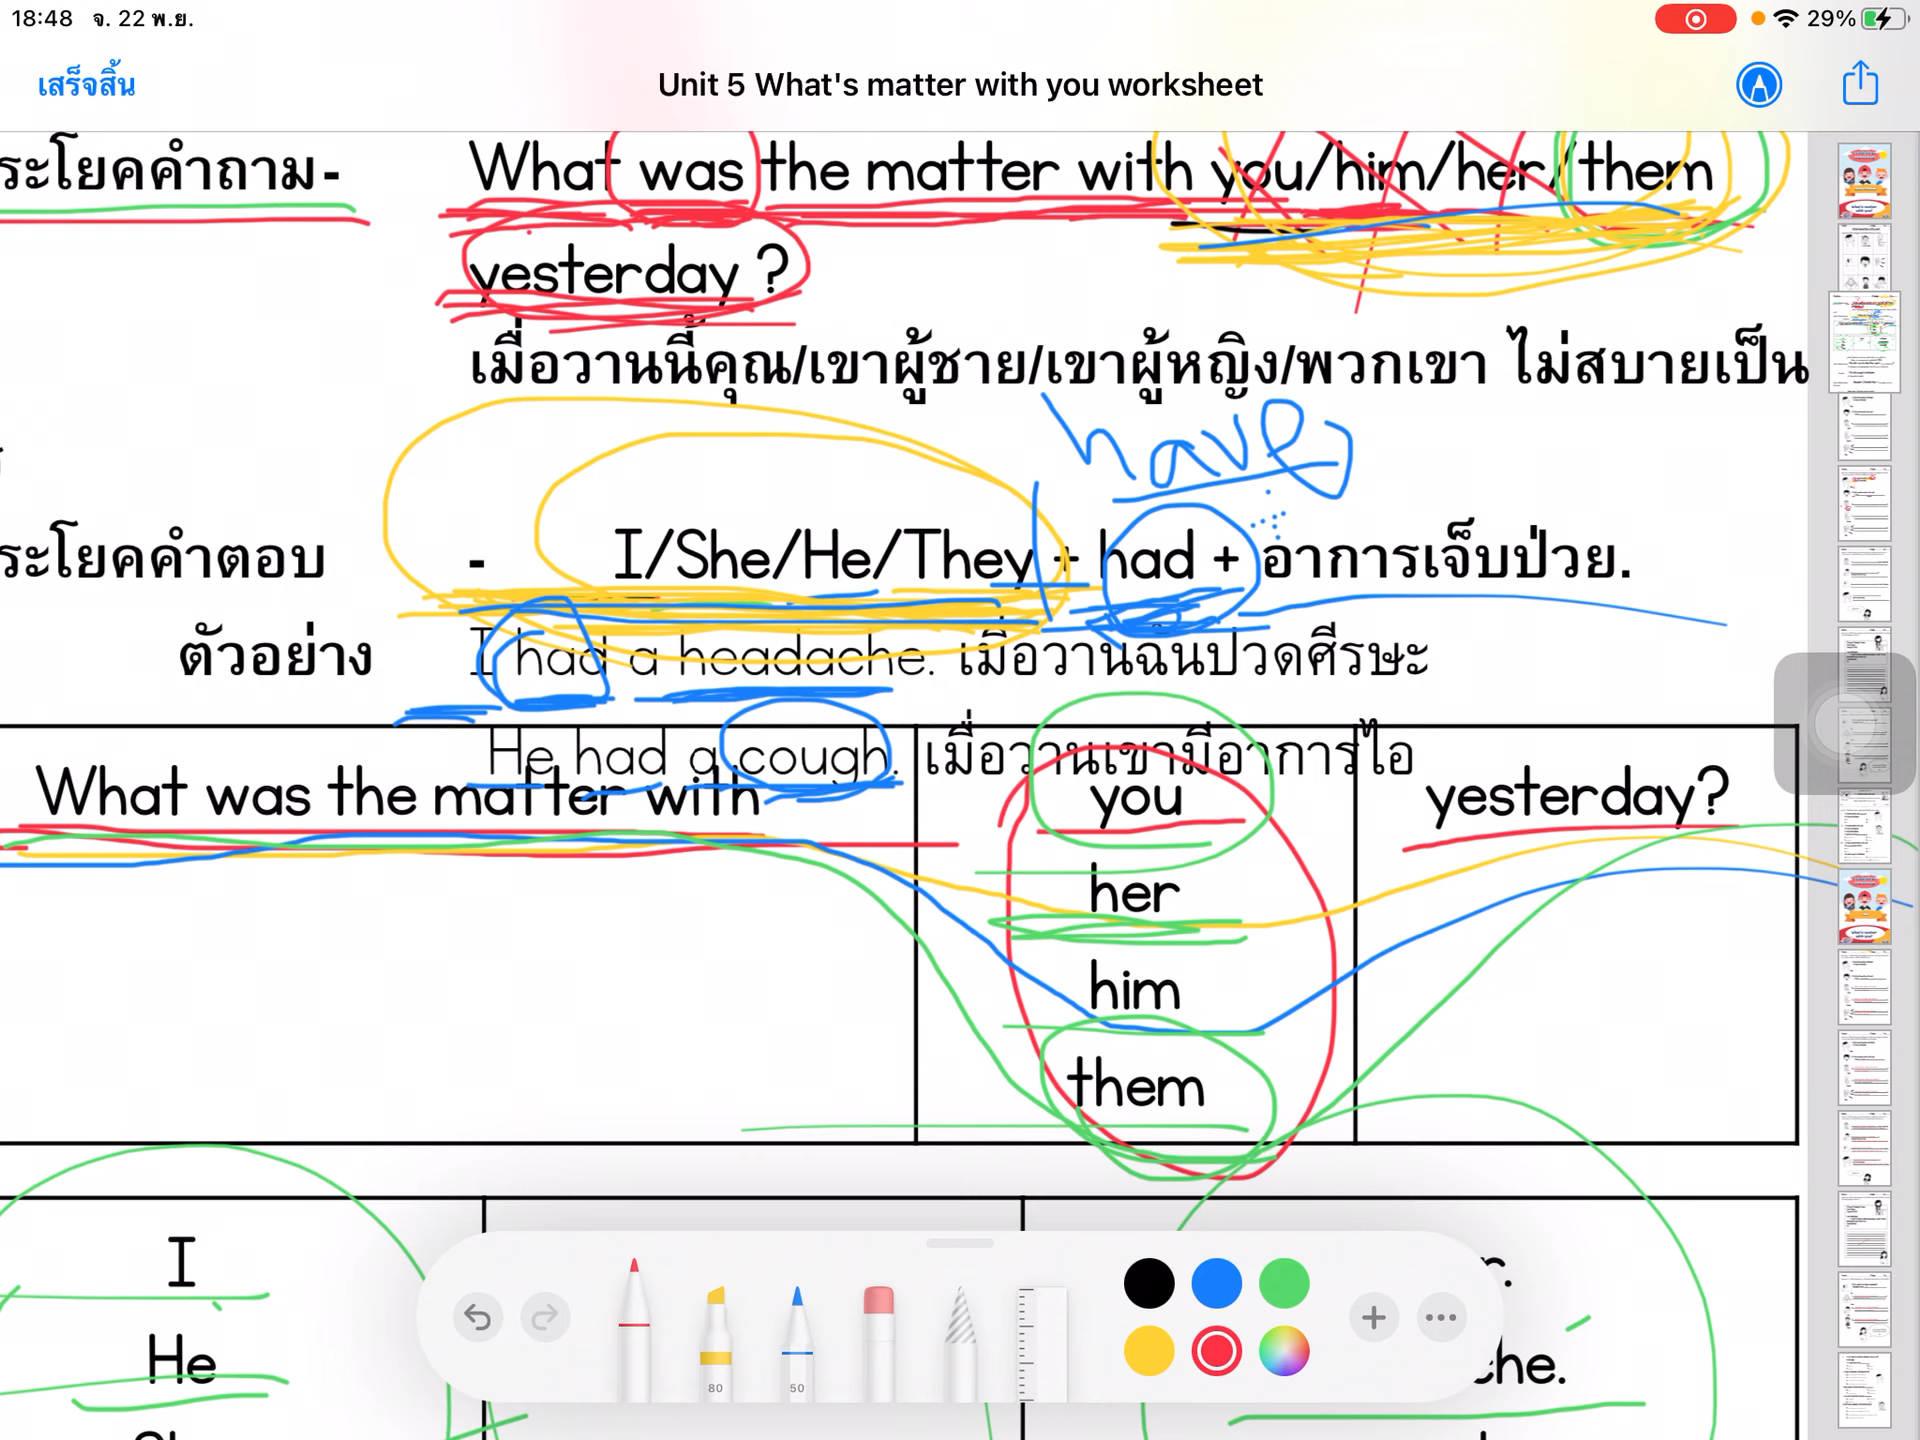 18:48 จ. 22 พ.ย. 29%
เสร็จสิ้น Unit 5 What's matter with you worksheet
ระโยคคำถาม- What was the matter with you/him/her/them
yesterday ?
เมื่อวานนี้คุณ/เขาผู้ชาย/เขาผู้หญิง/พวกเขา ไม่สบายเป็น
have
ระโยคคำตอบ - I/She/He/They + had + อาการเจ็บป่วย.
ตัวอย่าง I had a headache. เมื่อวานฉันปวดศีรษะ
He had a cough. เมื่อวานเขามีอาการไอ
What was the matter with you yesterday?
her
him
them
I
He che.
80 50